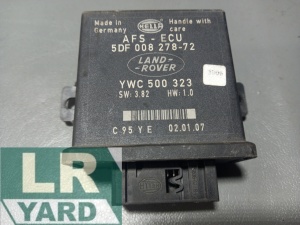 Made in Germany
HELLA
Handle with care
AFS - ECU
5DF 008 278-72
LAND-
ROVER
YWC 500 323
SW: 3.82 HW: 1.0
C 95 Y E 02.01.07
LR
YARD